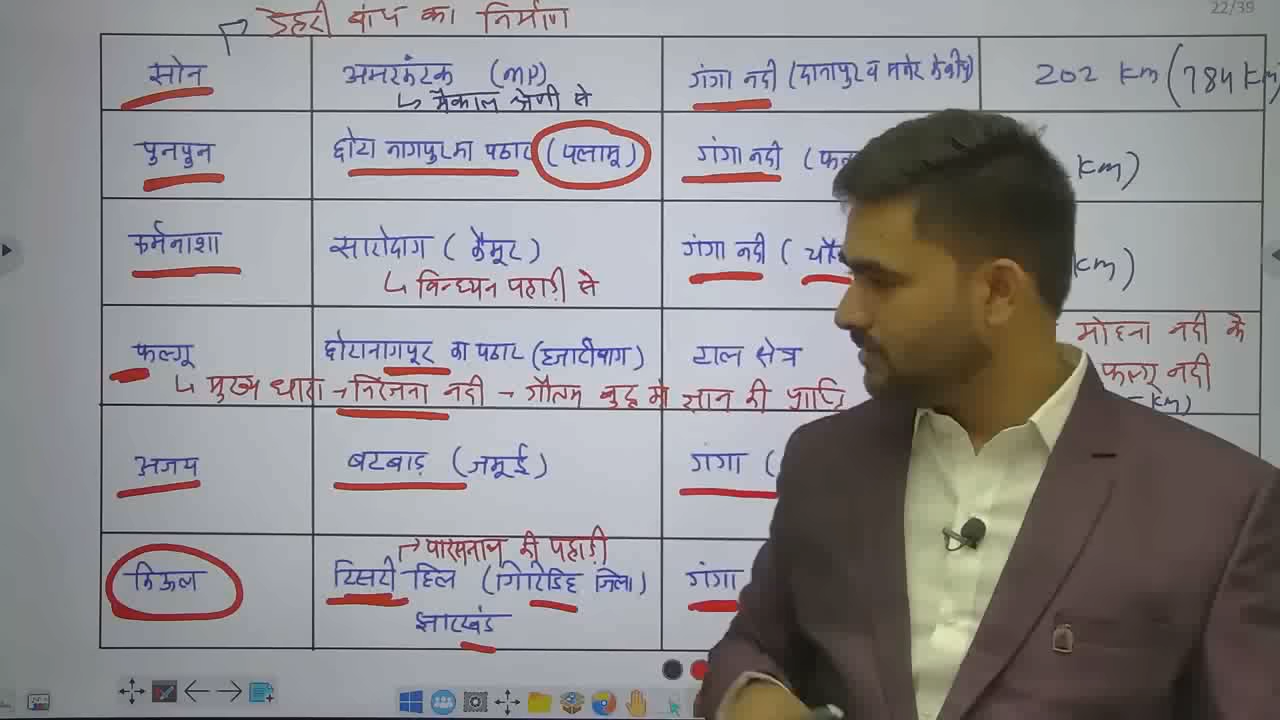 22/39
डेहरी बांध का निर्माण
सोन
अमरकंटक (MP)
↳ मैकाल श्रेणी से
गंगा नदी (दानापुर व मनेर के बीच)
202 Km (784 Km)
पुनपुन
छोटा नागपुर का पठार (पलामू)
गंगा नदी
Km)
कर्मनाशा
सारोदाग (कैमूर)
↳ विन्ध्यन पहाड़ी से
गंगा नदी (चौ
Km)
फल्गू
छोटानागपुर का पठार (हजारीबाग)
टाल क्षेत्र
मोहना नदी के
फल्गू नदी
Km)
↳ मुख्य धारा → निरंजना नदी - गौतम बुद्ध को ज्ञान की प्राप्ति
अजय
बटबाड़ (जमूई)
गंगा (
→ पारसनाथ की पहाड़ी
किऊल
तिसरी हिल (गिरिडिह जिला)
झारखंड
गंगा